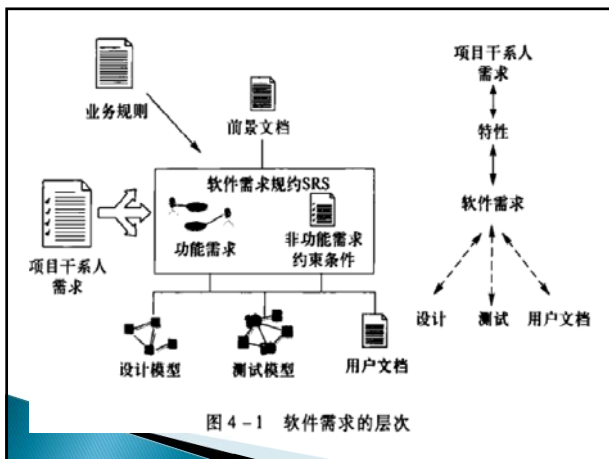 业务规则
前景文档
软件需求规约SRS
功能需求
非功能需求
约束条件
项目干系人
需求
设计模型
测试模型
用户文档
项目干系人
需求
特性
软件需求
设计
测试
用户文档
图4-1 软件需求的层次